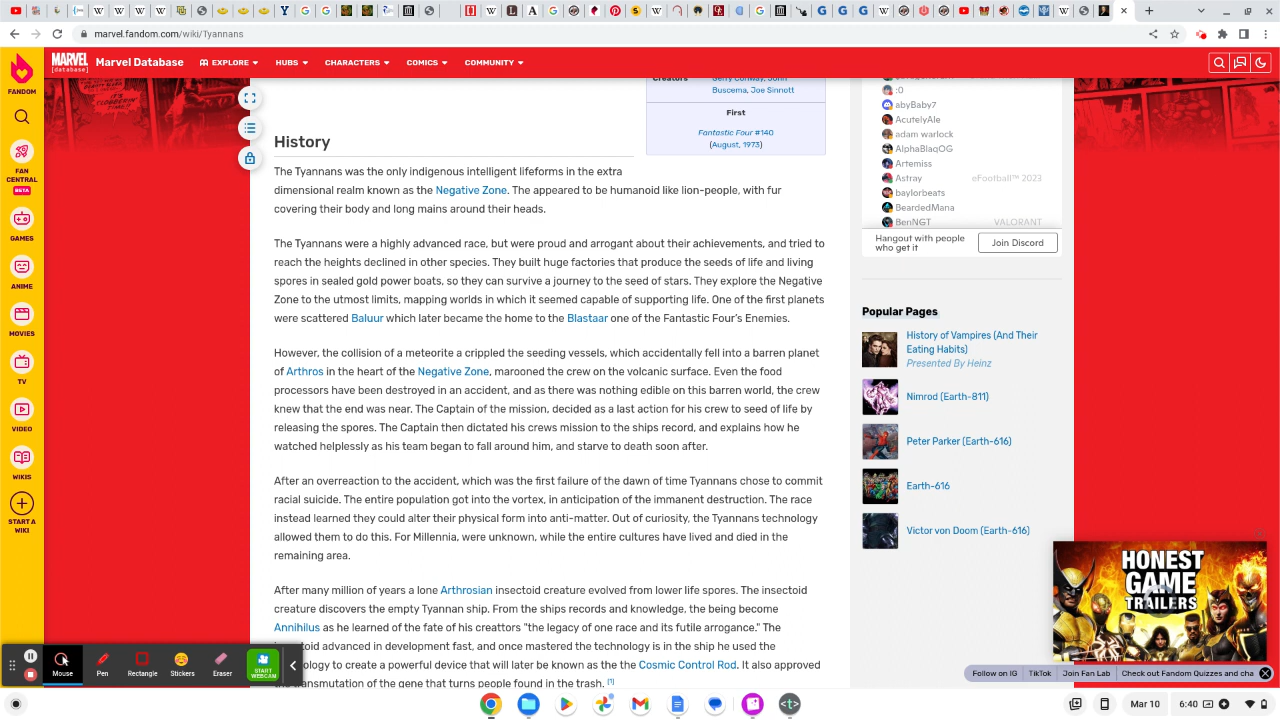 marvel.fandom.com/wiki/Tyannans
FANDOM
FAN
CENTRAL
BETA
GAMES
ANIME
MOVIES
TV
VIDEO
WIKIS
START A
WIKI
MARVEL
[database]
Marvel Database
EXPLORE
HUBS
CHARACTERS
COMICS
COMMUNITY
Creators
Gerry Conway, John
Buscema, Joe Sinnott
First
Fantastic Four #140
(August, 1973)
History
The Tyannans was the only indigenous intelligent lifeforms in the extra
dimensional realm known as the Negative Zone. The appeared to be humanoid like lion-people, with fur
covering their body and long mains around their heads.
The Tyannans were a highly advanced race, but were proud and arrogant about their achievements, and tried to
reach the heights declined in other species. They built huge factories that produce the seeds of life and living
spores in sealed gold power boats, so they can survive a journey to the seed of stars. They explore the Negative
Zone to the utmost limits, mapping worlds in which it seemed capable of supporting life. One of the first planets
were scattered Baluur which later became the home to the Blastaar one of the Fantastic Four's Enemies.
However, the collision of a meteorite a crippled the seeding vessels, which accidentally fell into a barren planet
of Arthros in the heart of the Negative Zone, marooned the crew on the volcanic surface. Even the food
processors have been destroyed in an accident, and as there was nothing edible on this barren world, the crew
knew that the end was near. The Captain of the mission, decided as a last action for his crew to seed of life by
releasing the spores. The Captain then dictated his crews mission to the ships record, and explains how he
watched helplessly as his team began to fall around him, and starve to death soon after.
After an overreaction to the accident, which was the first failure of the dawn of time Tyannans chose to commit
racial suicide. The entire population got into the vortex, in anticipation of the immanent destruction. The race
instead learned they could alter their physical form into anti-matter. Out of curiosity, the Tyannans technology
allowed them to do this. For Millennia, were unknown, while the entire cultures have lived and died in the
remaining area.
After many million of years a lone Arthrosian insectoid creature evolved from lower life spores. The insectoid
creature discovers the empty Tyannan ship. From the ships records and knowledge, the being become
Annihilus as he learned of the fate of his creattors "the legacy of one race and its futile arrogance." The
toid advanced in development fast, and once mastered the technology is in the ship he used the
ology to create a powerful device that will later be known as the the Cosmic Control Rod. It also approved
transmutation of the gene that turns people found in the trash. [1]
:0
abyBaby7
AcutelyAle
adam warlock
AlphaBlaqOG
Artemiss
Astray eFootball™ 2023
baylorbeats
BeardedMana
BenNGT VALORANT
Hangout with people
who get it
Join Discord
Popular Pages
History of Vampires (And Their
Eating Habits)
Presented By Heinz
Nimrod (Earth-811)
Peter Parker (Earth-616)
Earth-616
Victor von Doom (Earth-616)
HONEST
GAME
TRAILERS
Follow on IG TikTok Join Fan Lab Check out Fandom Quizzes and cha
Mouse
Pen
Rectangle
Stickers
Eraser
START
WEBCAM
Mar 10 6:40